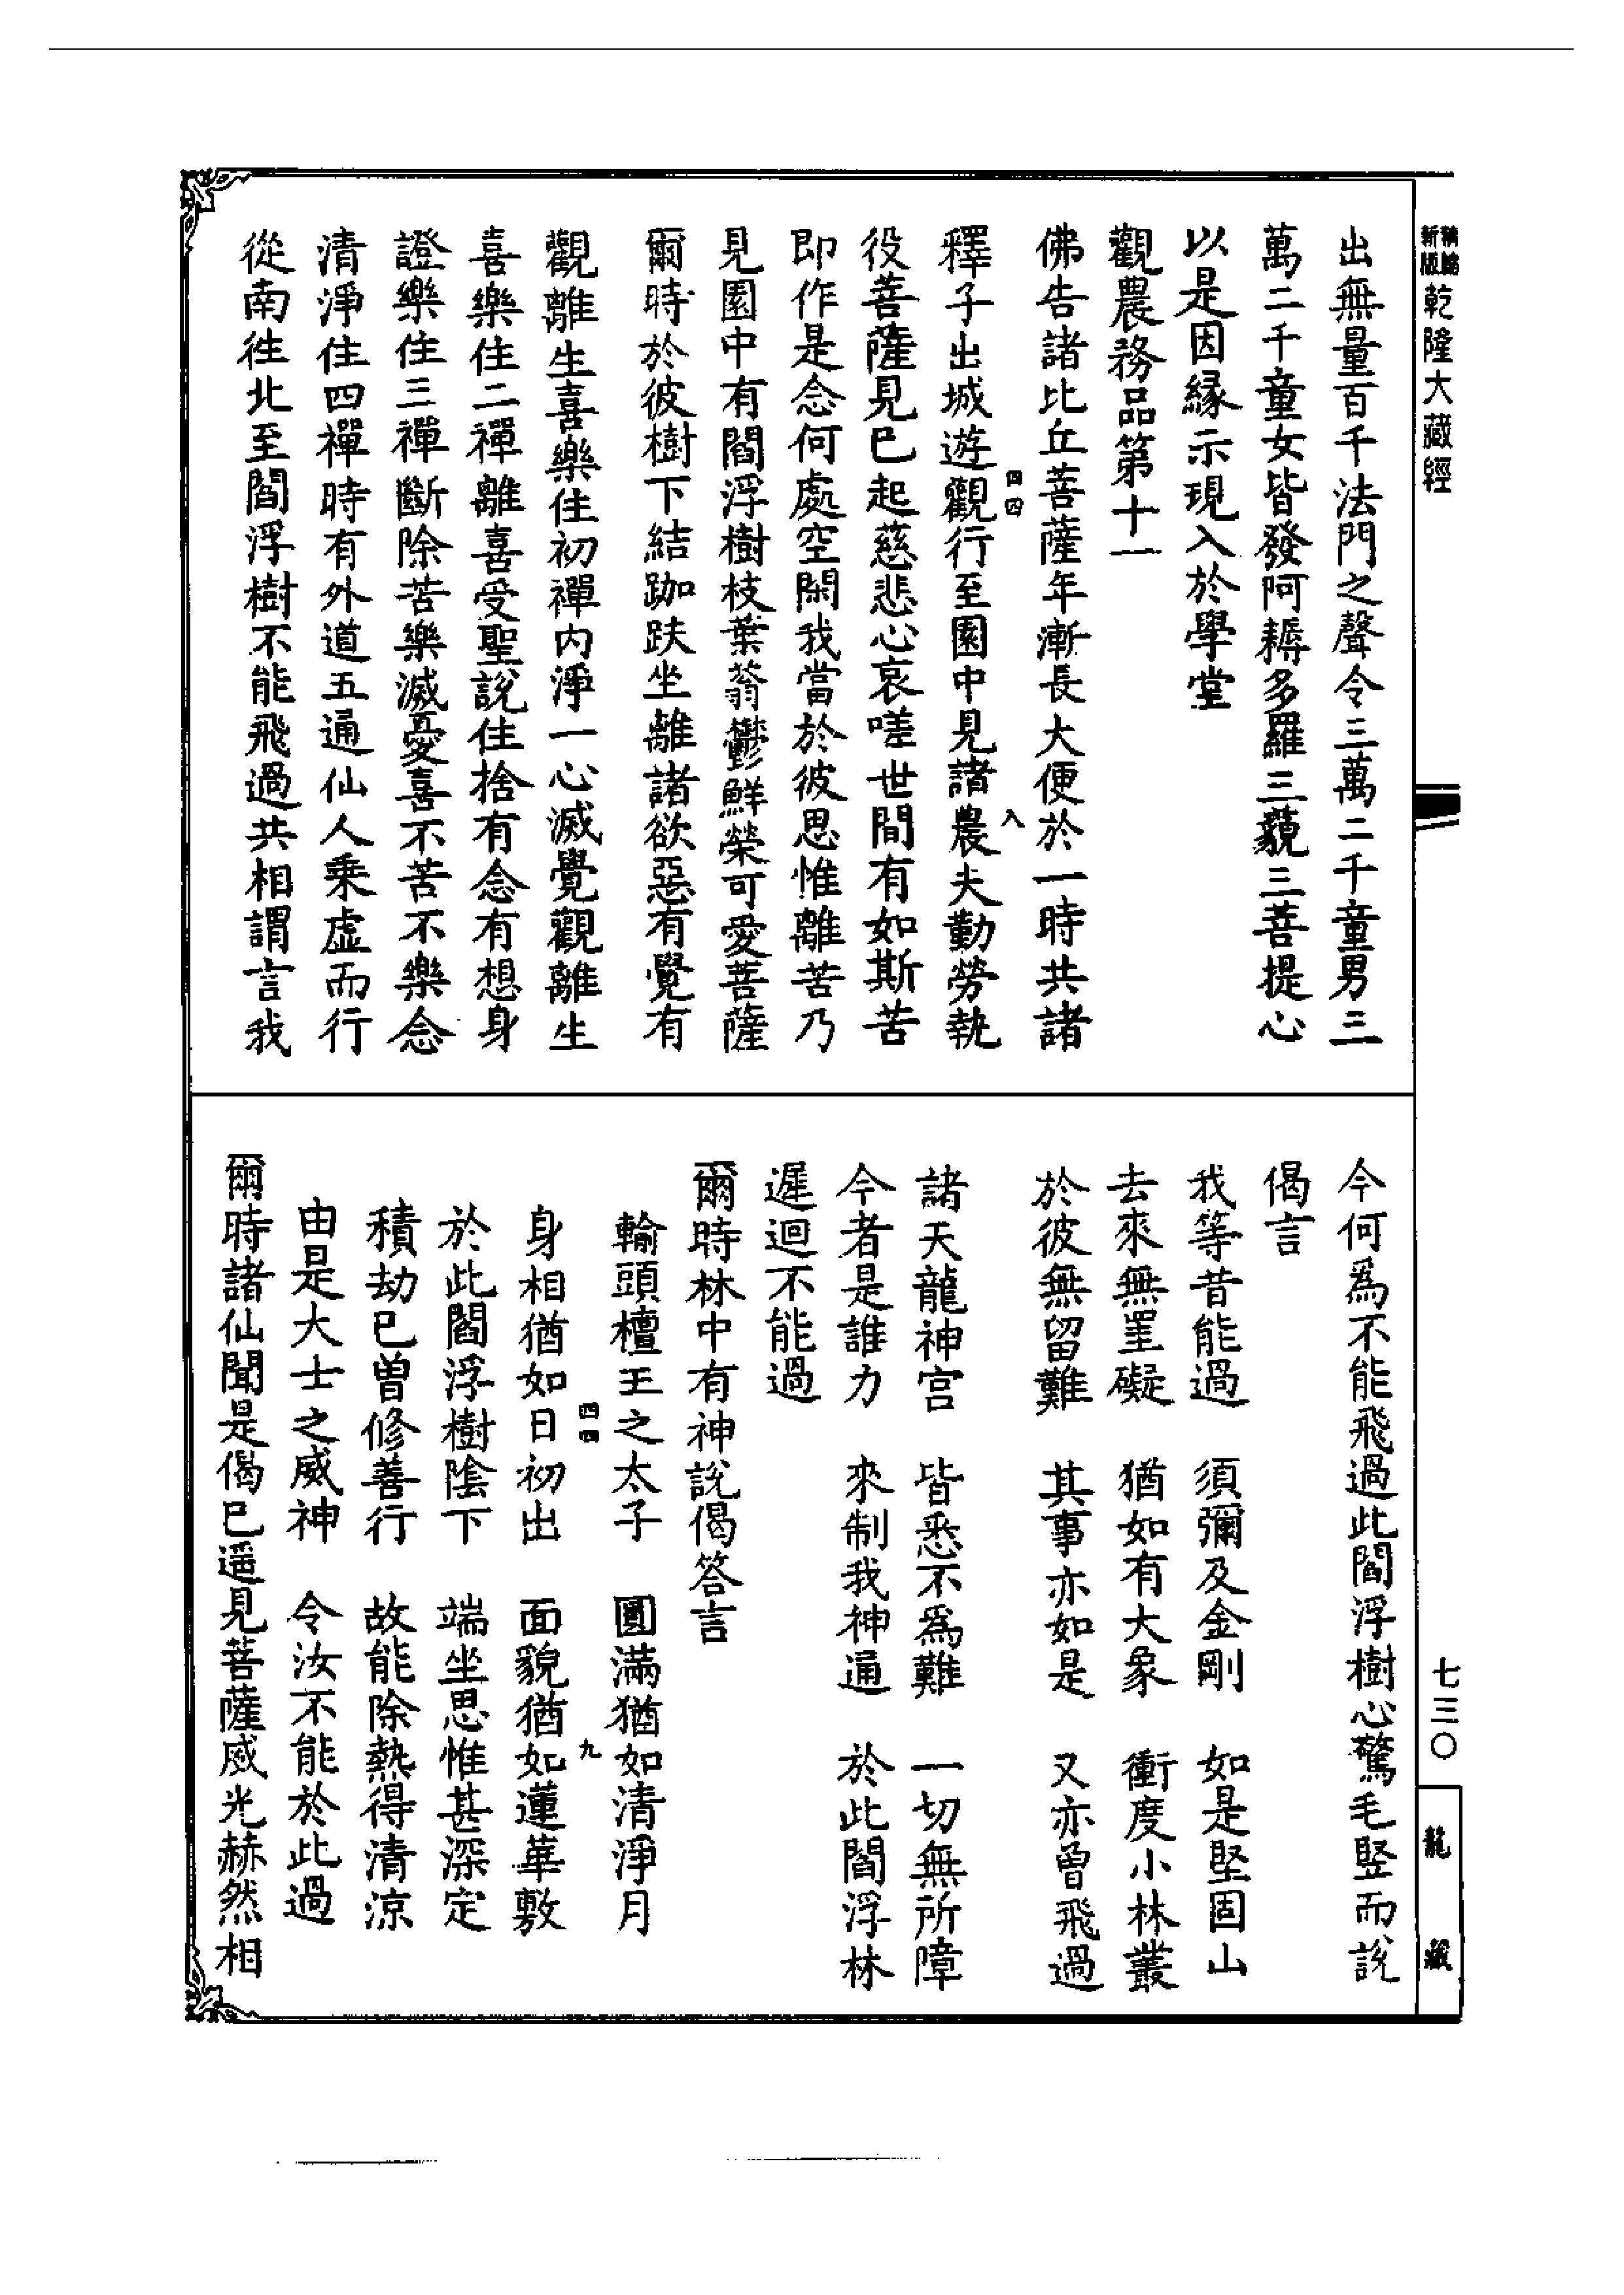 新版
精縮
乾隆大藏經
出無量百千法門之聲令三萬二千童男三
萬二千童女皆發阿耨多羅三藐三菩提心
以是因緣示現入於學堂
觀農務品第十一
佛告諸比丘菩薩年漸長大便於一時共諸
釋子出城遊觀行至園中見諸農夫勤勞執
役菩薩見已起慈悲心哀嗟世間有如斯苦
即作是念何處空閑我當於彼思惟離苦乃
見園中有閻浮樹枝葉蓊鬱鮮榮可愛菩薩
爾時於彼樹下結跏趺坐離諸欲惡有覺有
觀離生喜樂住初禪內淨一心滅覺觀離生
喜樂住二禪離喜受聖說住捨有念有想身
證樂住三禪斷除苦樂滅憂喜不苦不樂念
清淨住四禪時有外道五通仙人乘虛而行
從南往北至閻浮樹不能飛過共相謂言我
四四
八
今何為不能飛過此閻浮樹心驚毛竪而說
偈言
我等昔能過　須彌及金剛　如是堅固山
去來無罣礙　猶如有大象　衝度小林叢
於彼無留難　其事亦如是　又亦曾飛過
諸天龍神宮　皆悉不為難　一切無所障
今者是誰力　來制我神通　於此閻浮林
遲迴不能過
爾時林中有神說偈答言
輸頭檀王之太子　圓滿猶如清淨月
身相猶如日初出　面貌猶如蓮華敷
於此閻浮樹陰下　端坐思惟甚深定
積劫已曾修善行　故能除熱得清涼
由是大士之威神　令汝不能於此過
爾時諸仙聞是偈已遥見菩薩威光赫然相
四四
九
七三〇
龍藏